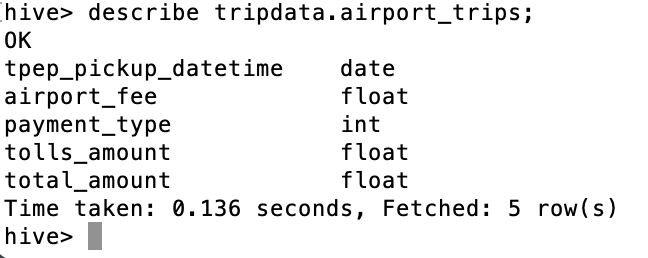 hive> describe tripdata.airport_trips;
OK
tpep_pickup_datetime    date
airport_fee             float
payment_type            int
tolls_amount            float
total_amount            float
Time taken: 0.136 seconds, Fetched: 5 row(s)
hive>